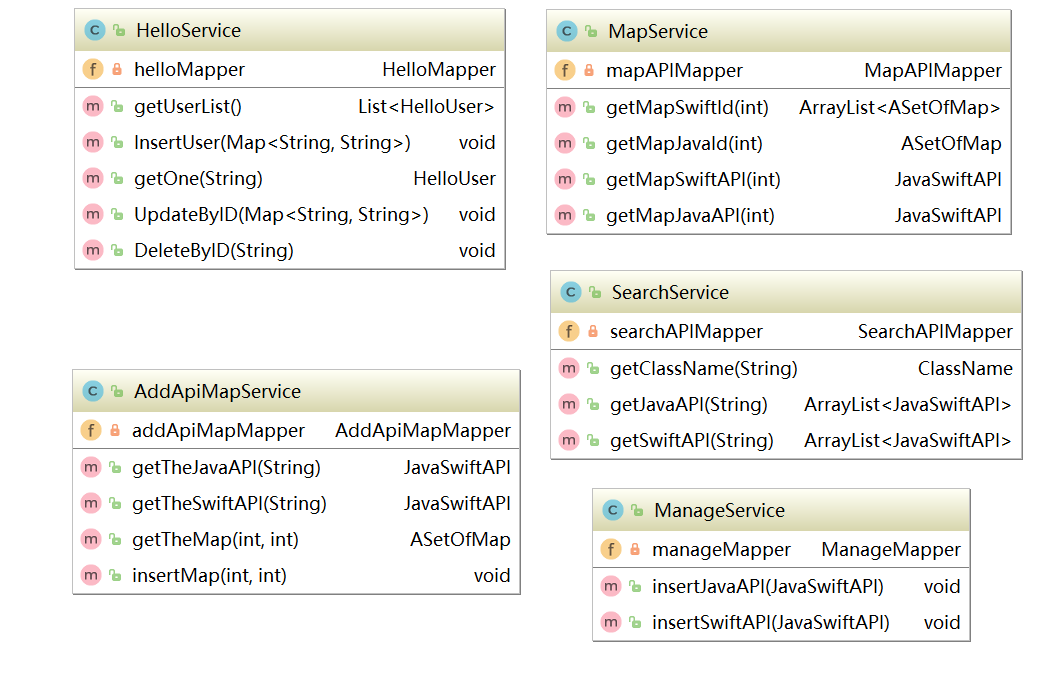 C HelloService
f helloMapper HelloMapper
m getUserList() List<HelloUser>
m InsertUser(Map<String, String>) void
m getOne(String) HelloUser
m UpdateByID(Map<String, String>) void
m DeleteByID(String) void
C MapService
f mapAPIMapper MapAPIMapper
m getMapSwiftId(int) ArrayList<ASetOfMap>
m getMapJavaId(int) ASetOfMap
m getMapSwiftAPI(int) JavaSwiftAPI
m getMapJavaAPI(int) JavaSwiftAPI
C SearchService
f searchAPIMapper SearchAPIMapper
m getClassName(String) ClassName
m getJavaAPI(String) ArrayList<JavaSwiftAPI>
m getSwiftAPI(String) ArrayList<JavaSwiftAPI>
C AddApiMapService
f addApiMapMapper AddApiMapMapper
m getTheJavaAPI(String) JavaSwiftAPI
m getTheSwiftAPI(String) JavaSwiftAPI
m getTheMap(int, int) ASetOfMap
m insertMap(int, int) void
C ManageService
f manageMapper ManageMapper
m insertJavaAPI(JavaSwiftAPI) void
m insertSwiftAPI(JavaSwiftAPI) void